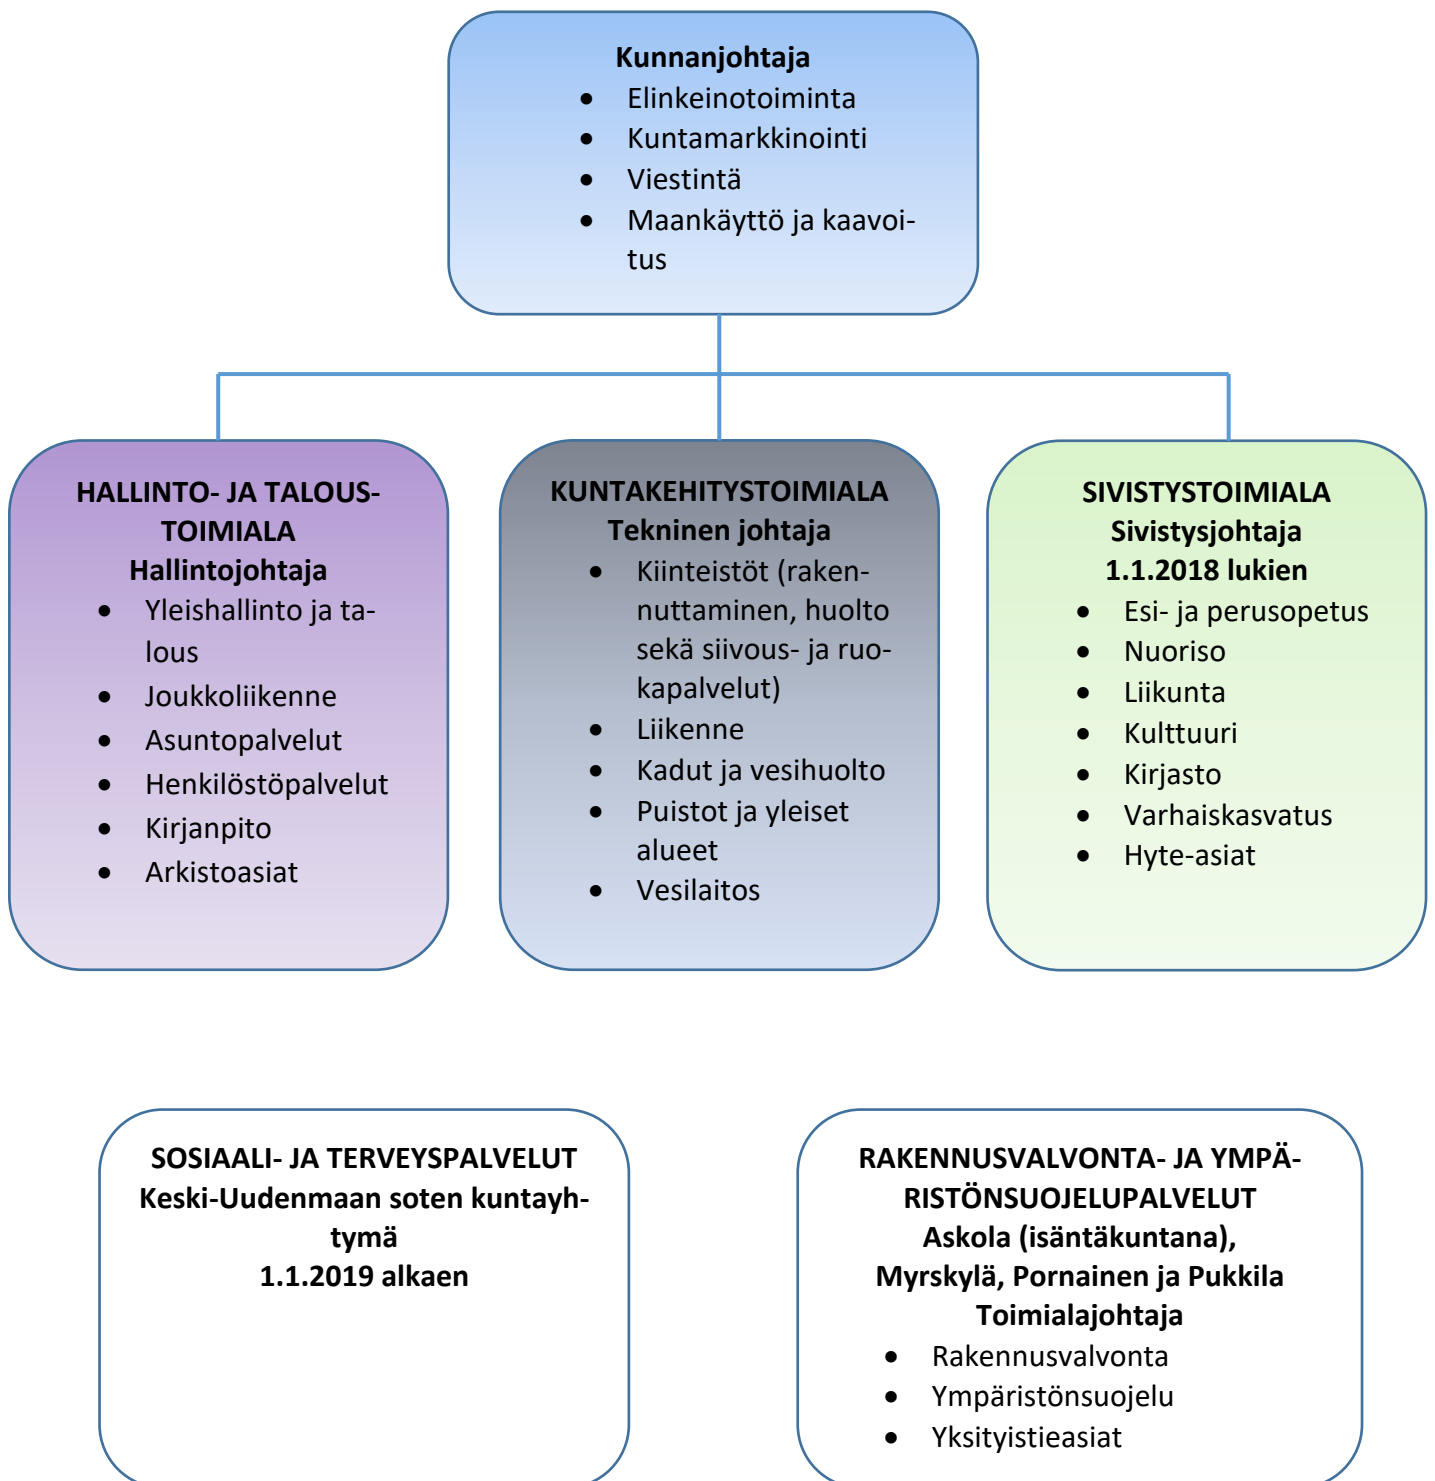 Kunnanjohtaja
• Elinkeinotoiminta
• Kuntamarkkinointi
• Viestintä
• Maankäyttö ja kaavoi-
tus
HALLINTO- JA TALOUS-
TOIMIALA
Hallintojohtaja
• Yleishallinto ja ta-
lous
• Joukkoliikenne
• Asuntopalvelut
• Henkilöstöpalvelut
• Kirjanpito
• Arkistoasiat
KUNTAKEHITYSTOIMIALA
Tekninen johtaja
• Kiinteistöt (raken-
nuttaminen, huolto
sekä siivous- ja ruo-
kapalvelut)
• Liikenne
• Kadut ja vesihuolto
• Puistot ja yleiset
alueet
• Vesilaitos
SIVISTYSTOIMIALA
Sivistysjohtaja
1.1.2018 lukien
• Esi- ja perusopetus
• Nuoriso
• Liikunta
• Kulttuuri
• Kirjasto
• Varhaiskasvatus
• Hyte-asiat
SOSIAALI- JA TERVEYSPALVELUT
Keski-Uudenmaan soten kuntayh-
tymä
1.1.2019 alkaen
RAKENNUSVALVONTA- JA YMPÄ-
RISTÖNSUOJELUPALVELUT
Askola (isäntäkuntana),
Myrskylä, Pornainen ja Pukkila
Toimialajohtaja
• Rakennusvalvonta
• Ympäristönsuojelu
• Yksityistieasiat